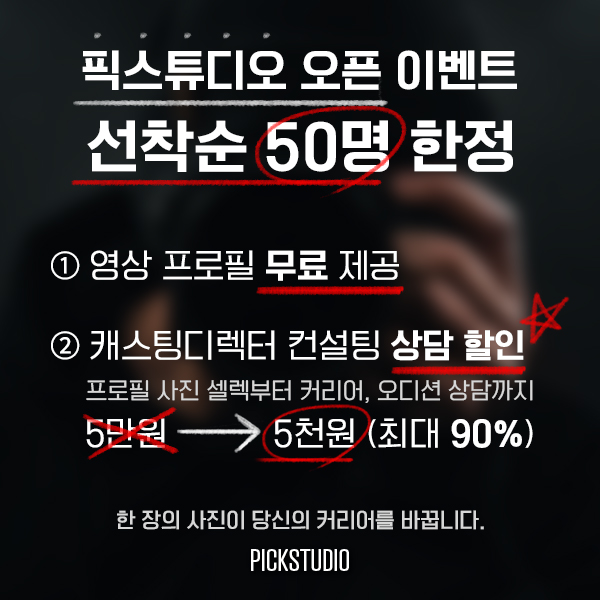 픽스튜디오 오픈 이벤트
선착순 50명 한정
① 영상 프로필 무료 제공
② 캐스팅디렉터 컨설팅 상담 할인
프로필 사진 셀렉부터 커리어, 오디션 상담까지
5만원 → 5천원 (최대 90%)
한 장의 사진이 당신의 커리어를 바꿉니다.
PICKSTUDIO